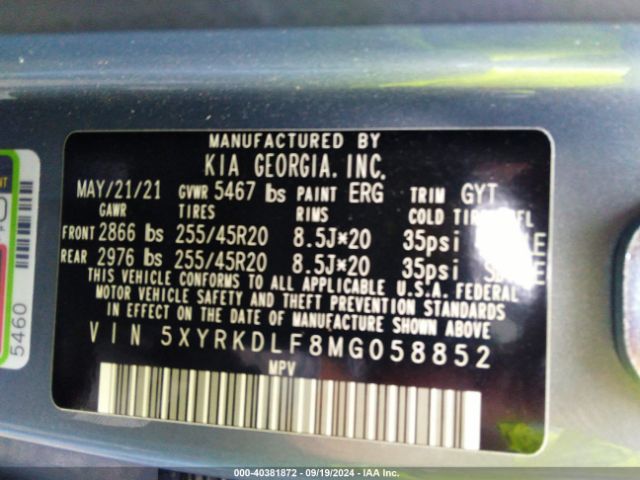 MANUFACTURED BY
KIA GEORGIA. INC.
MAY/21/21 GVWR 5467 lbs PAINT ERG TRIM GYT
GAWR TIRES RIMS COLD TIRE
FRONT 2866 lbs 255/45R20 8.5J*20 35psi
REAR 2976 lbs 255/45R20 8.5J*20 35psi
THIS VEHICLE CONFORMS TO ALL APPLICABLE U.S.A. FEDERAL
MOTOR VEHICLE SAFETY AND THEFT PREVENTION STANDARDS
IN EFFECT ON THE DATE OF MANUFACTURE SHOWN ABOVE.
VIN 5XYRKDLF8MG058852
MPV
5460
000-40381872 - 09/19/2024 - IAA Inc.